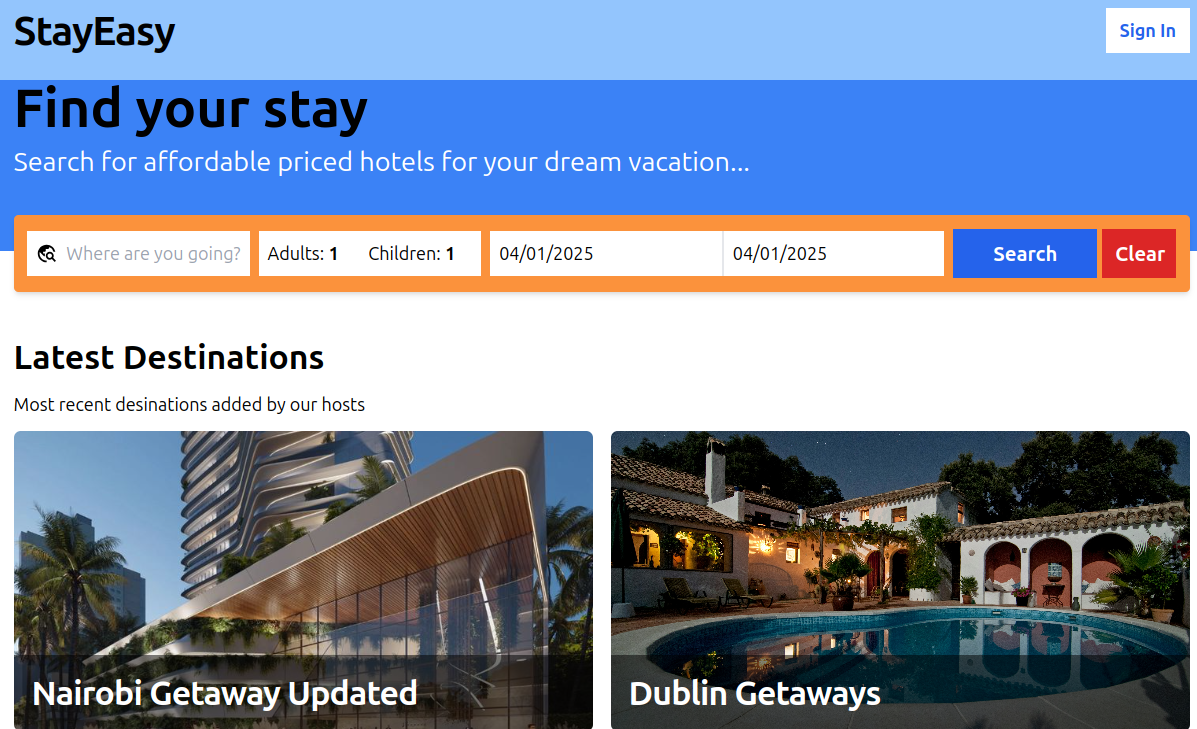 StayEasy
Sign In
Find your stay
Search for affordable priced hotels for your dream vacation...
Where are you going? Adults: 1 Children: 1 04/01/2025 04/01/2025 Search Clear
Latest Destinations
Most recent desinations added by our hosts
Nairobi Getaway Updated
Dublin Getaways